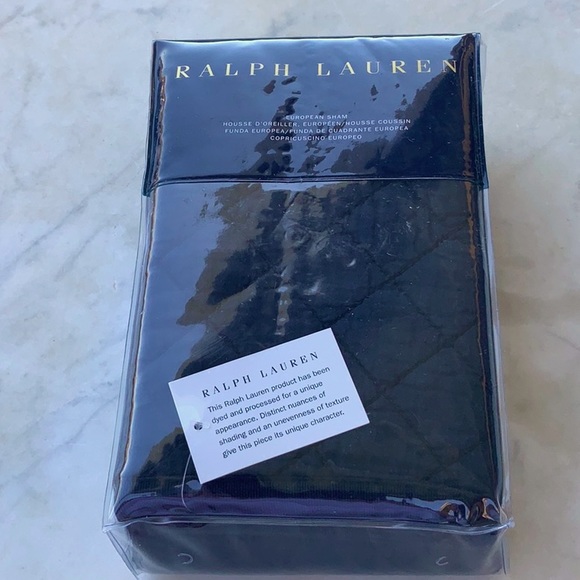 RALPH LAUREN
EUROPEAN SHAM
HOUSSE D'OREILLER, EUROPÉEN/HOUSSE COUSSIN
FUNDA EUROPEA/FUNDA DE CUADRANTE EUROPEA
COPRICUSCINO EUROPEO
RALPH LAUREN
This Ralph Lauren product has been
dyed and processed for a unique
appearance. Distinct nuances of
shading and an unevenness of texture
give this piece its unique character.